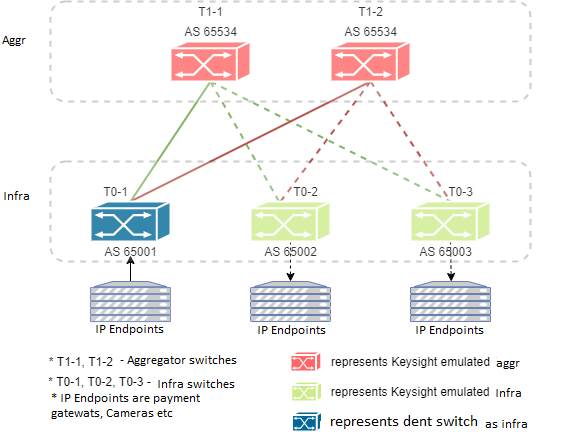 T1-1 T1-2
AS 65534 AS 65534
Aggr
T0-1 T0-2 T0-3
Infra
AS 65001 AS 65002 AS 65003
IP Endpoints IP Endpoints IP Endpoints
* T1-1, T1-2 - Aggregator switches
* T0-1, T0-2, T0-3 - Infra switches
* IP Endpoints are payment
gatewats, Cameras etc
represents Keysight emulated aggr
represents Keysight emulated Infra
represents dent switch as infra